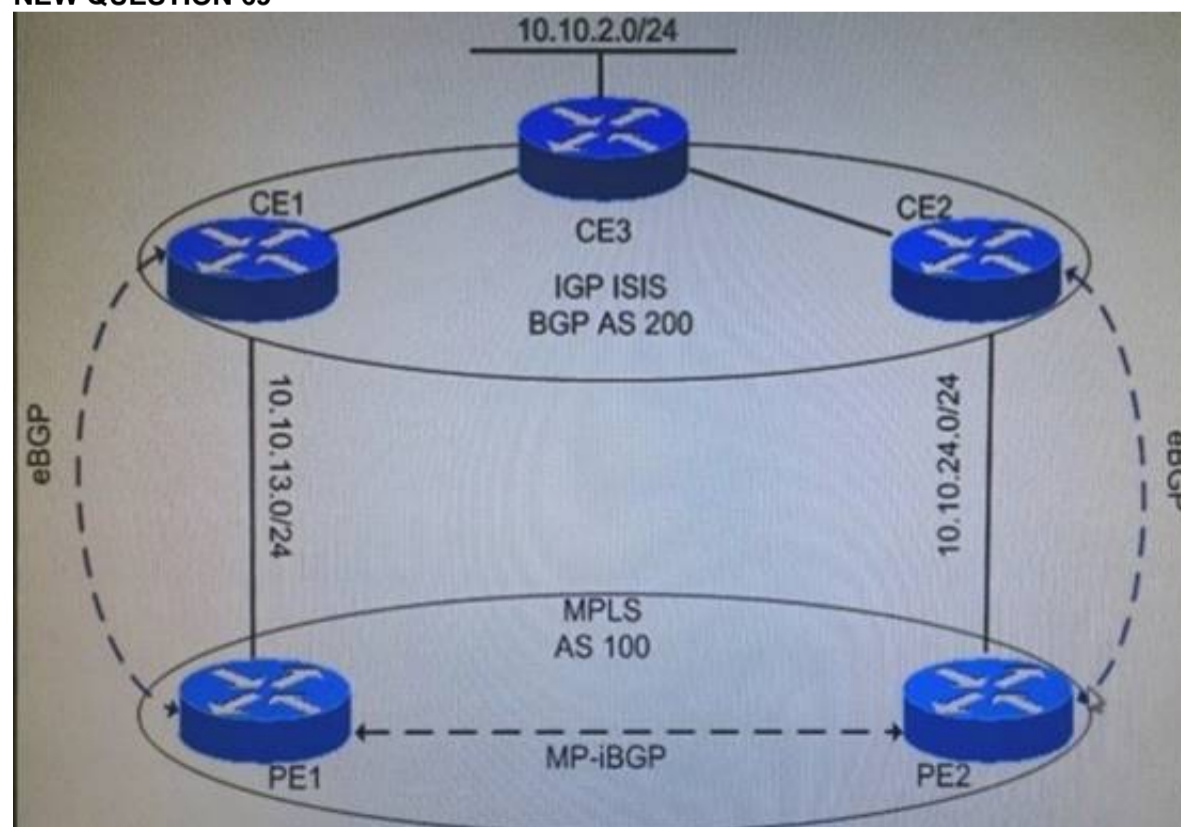 10.10.2.0/24
CE1
CE2
CE3
IGP ISIS
BGP AS 200
eBGP
10.10.13.0/24
10.10.24.0/24
eBGP
MPLS
AS 100
MP-iBGP
PE1
PE2